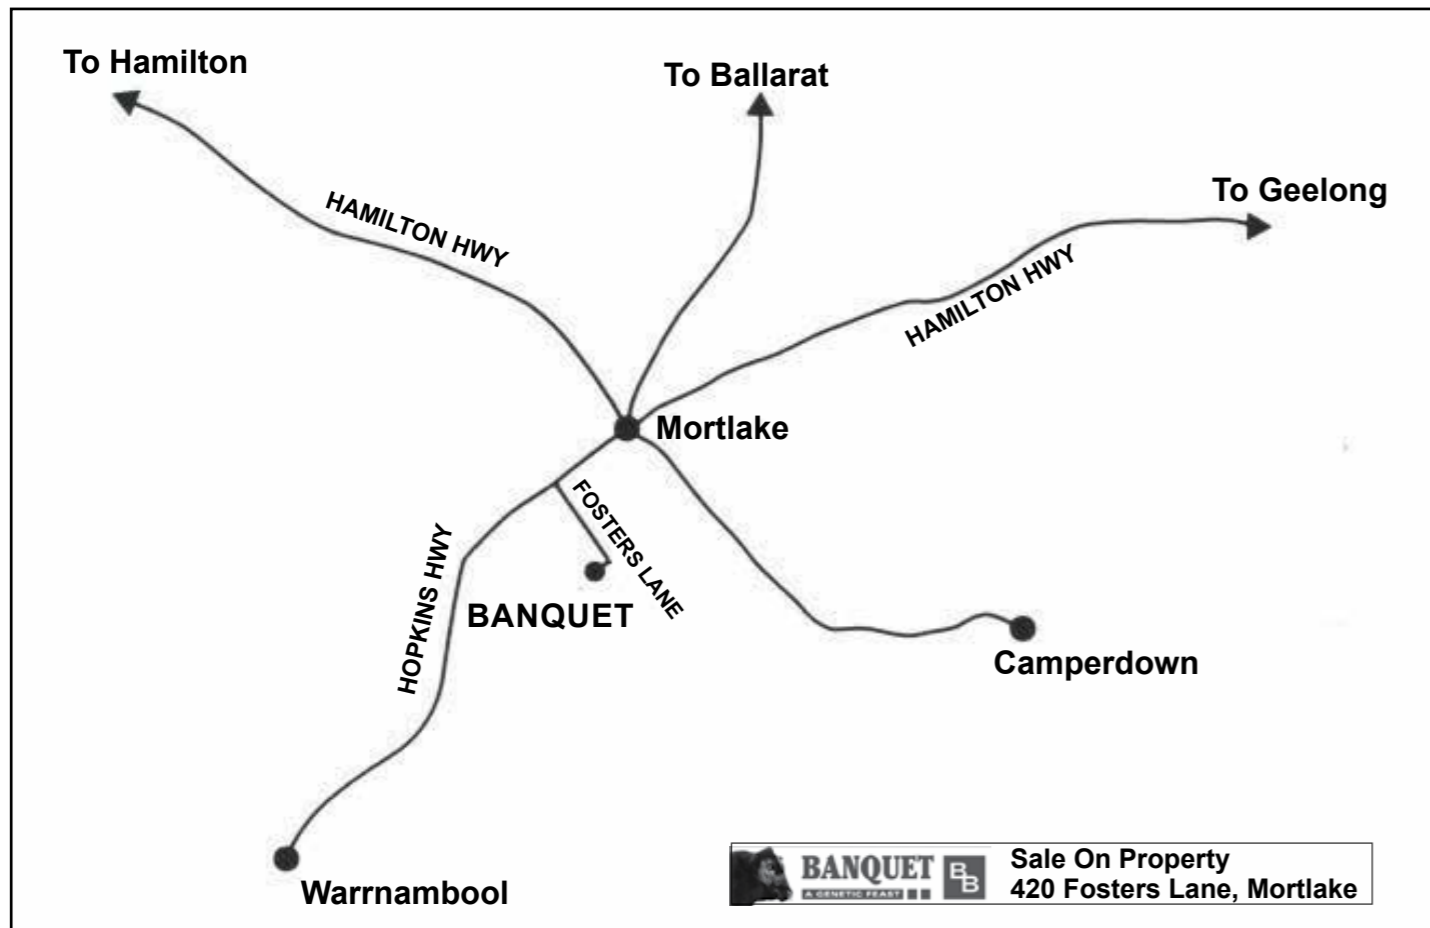 To Hamilton
To Ballarat
To Geelong
HAMILTON HWY
HAMILTON HWY
Mortlake
FOSTERS LANE
HOPKINS HWY
BANQUET
Camperdown
Warrnambool
BANQUET
A GENETIC FEAST
BB
Sale On Property
420 Fosters Lane, Mortlake